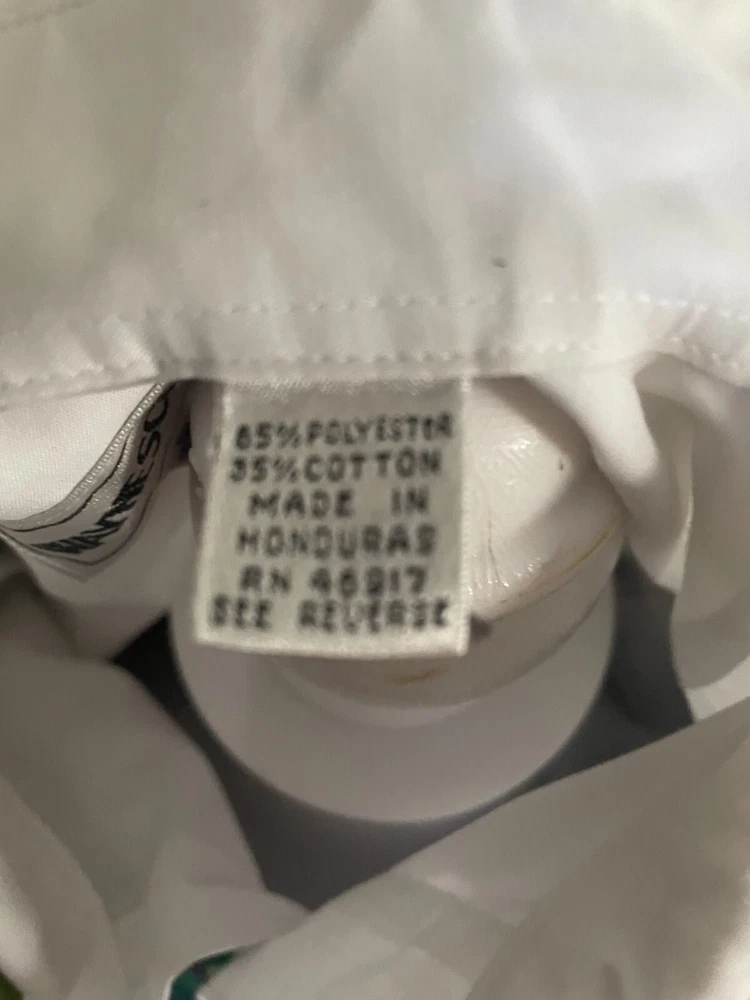 65% POLYESTER
35% COTTON
MADE IN
HONDURAS
RN 46917
SEE REVERSE